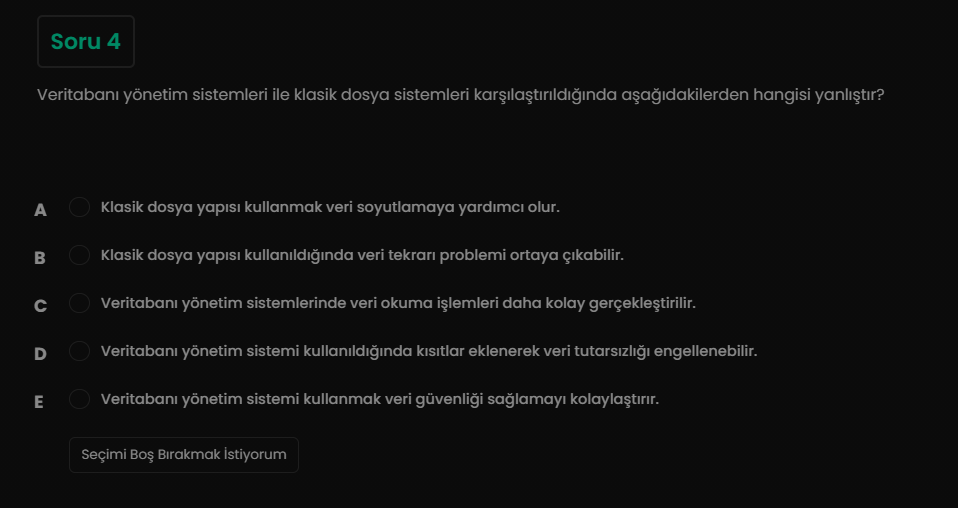 Soru 4
Veritabanı yönetim sistemleri ile klasik dosya sistemleri karşılaştırıldığında aşağıdakilerden hangisi yanlıştır?
A Klasik dosya yapısı kullanmak veri soyutlamaya yardımcı olur.
B Klasik dosya yapısı kullanıldığında veri tekrarı problemi ortaya çıkabilir.
C Veritabanı yönetim sistemlerinde veri okuma işlemleri daha kolay gerçekleştirilir.
D Veritabanı yönetim sistemi kullanıldığında kısıtlar eklenerek veri tutarsızlığı engellenebilir.
E Veritabanı yönetim sistemi kullanmak veri güvenliği sağlamayı kolaylaştırır.
Seçimi Boş Bırakmak İstiyorum